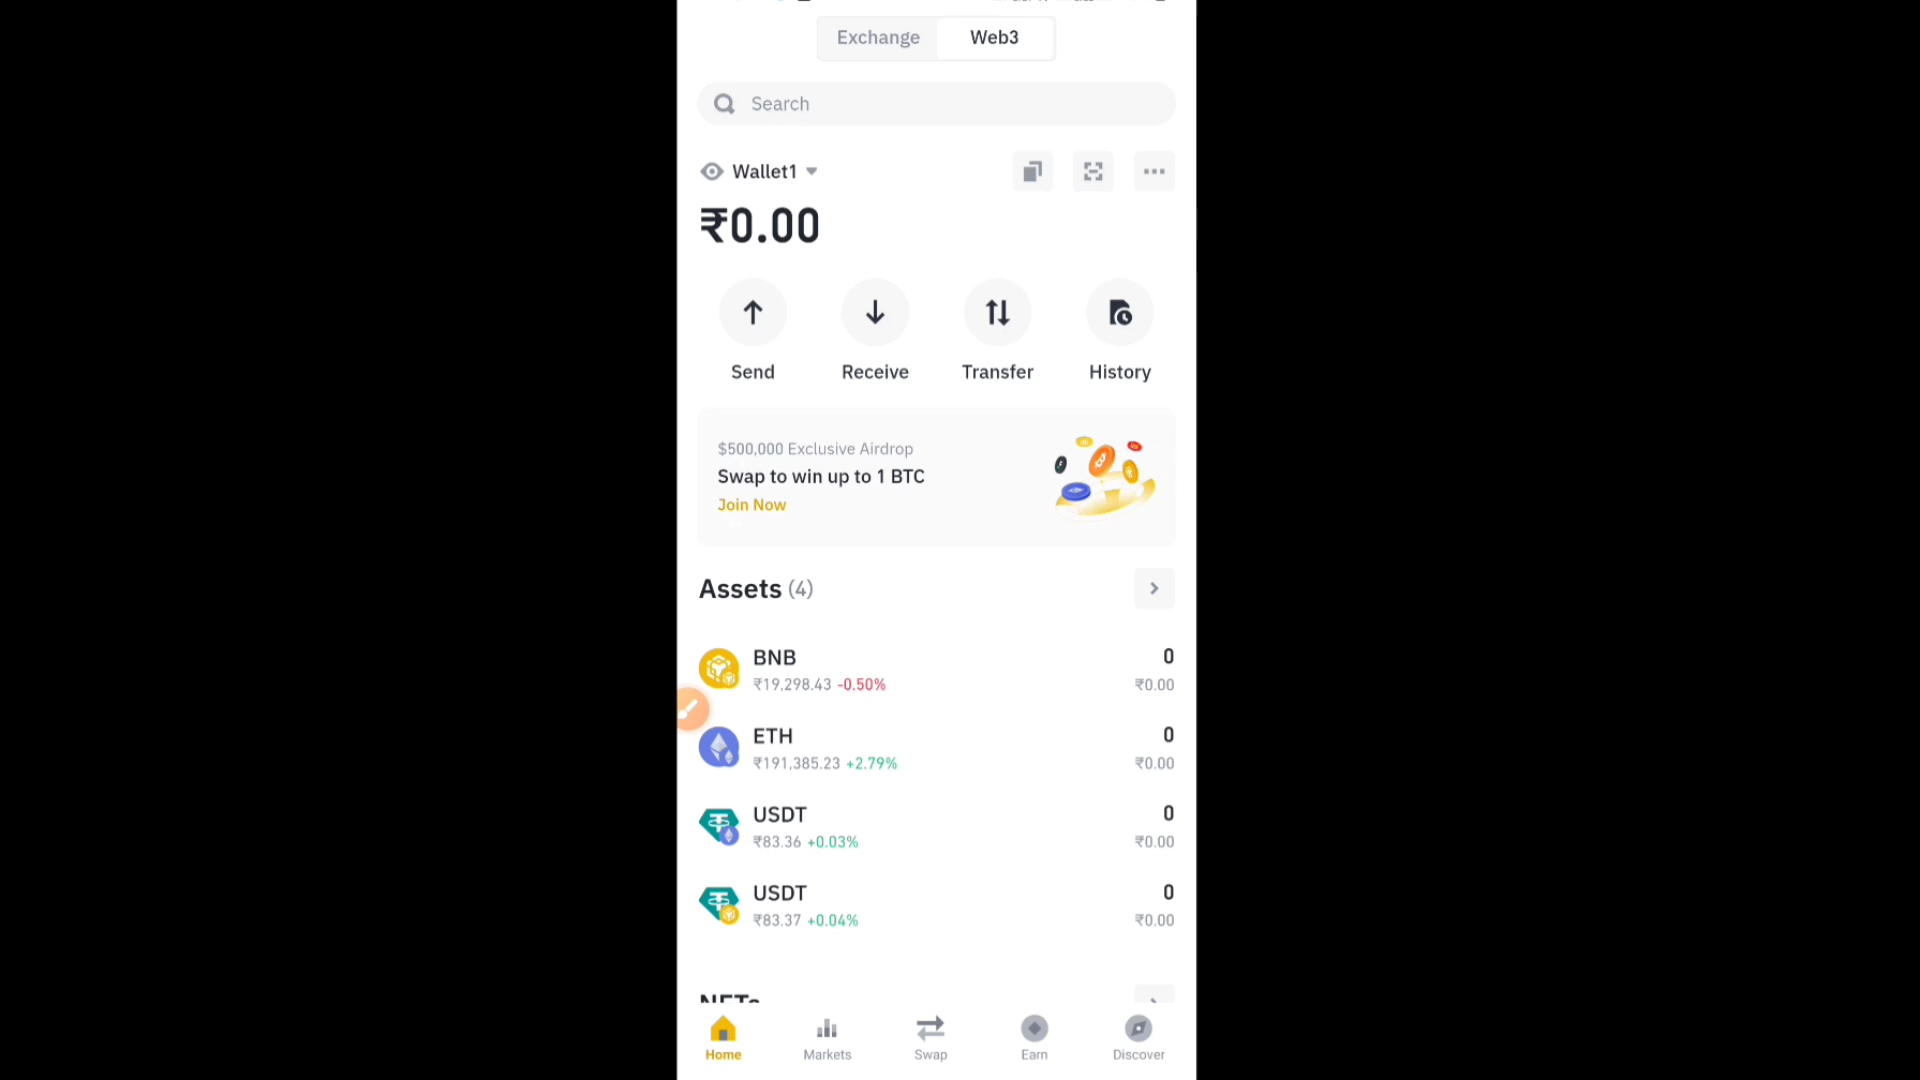 Exchange Web3
Search
Wallet1
₹0.00
Send Receive Transfer History
$500,000 Exclusive Airdrop
Swap to win up to 1 BTC
Join Now
Assets (4)
BNB 0
₹19,298.43 -0.50% ₹0.00
ETH 0
₹191,385.23 +2.79% ₹0.00
USDT 0
₹83.36 +0.03% ₹0.00
USDT 0
₹83.37 +0.04% ₹0.00
NFTs
Home Markets Swap Earn Discover